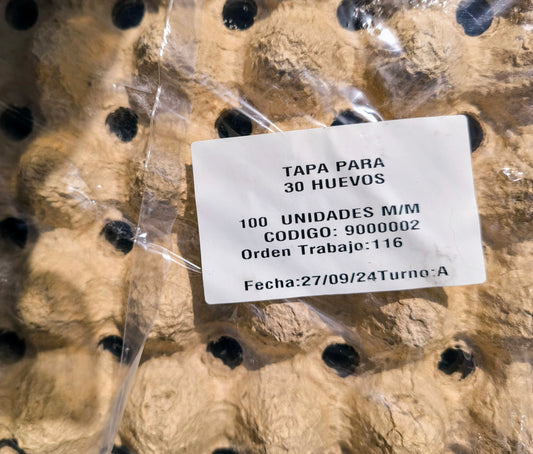 TAPA PARA
30 HUEVOS
100 UNIDADES M/M
CODIGO: 9000002
Orden Trabajo:116
Fecha:27/09/24Turno:A